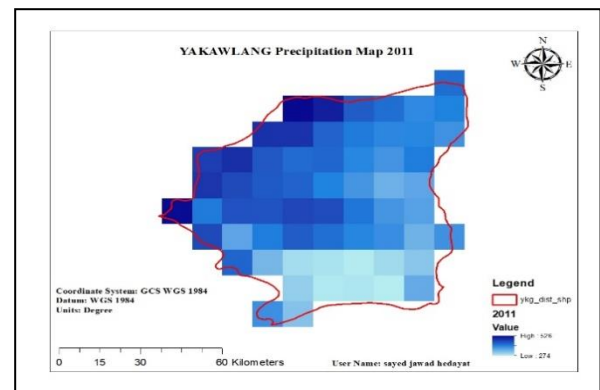 YAKAWLANG Precipitation Map 2011
N
W E
S
Coordinate System: GCS WGS 1984
Datum: WGS 1984
Units: Degree
0 15 30 60 Kilometers
User Name: sayed jawad hedayat
Legend
ykg_dist_shp
2011
Value
High : 526
Low : 274